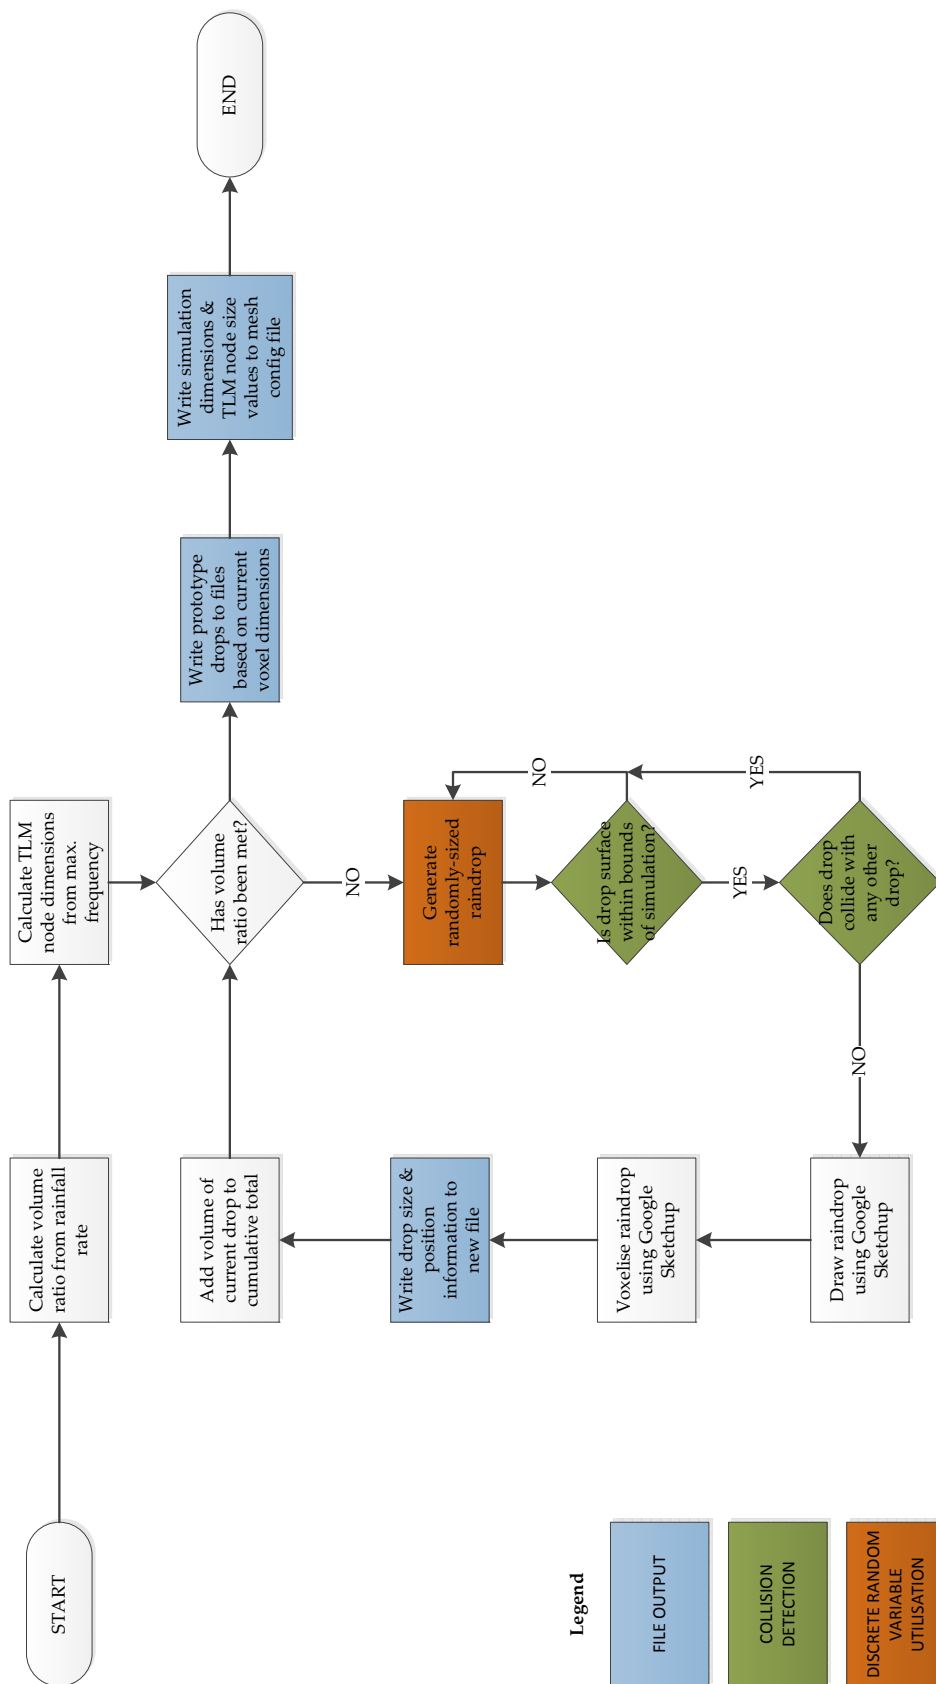 START
Calculate volume
ratio from rainfall
rate
Calculate TLM
node dimensions
from max.
frequency
Has volume
ratio been met?
NO
Generate
randomly-sized
raindrop
Is drop surface
within bounds
of simulation?
NO
YES
Does drop
collide with
any other
drop?
YES
NO
Draw raindrop
using Google
Sketchup
Voxelise raindrop
using Google
Sketchup
Write drop size &
position
information to
new file
Add volume of
current drop to
cumulative total
Write prototype
drops to files
based on current
voxel dimensions
Write simulation
dimensions &
TLM node size
values to mesh
config file
END
Legend
FILE OUTPUT
COLLISION
DETECTION
DISCRETE RANDOM
VARIABLE
UTILISATION